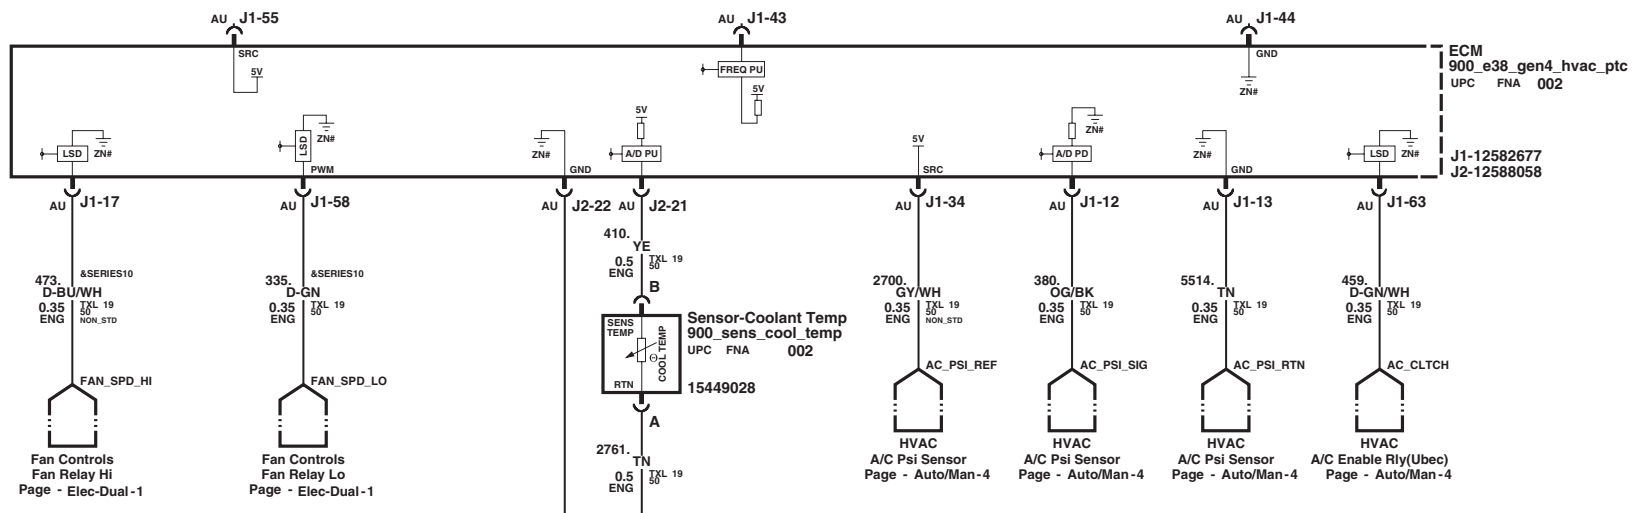 AU J1-55
AU J1-43
AU J1-44
SRC
5V
FREQ PU
5V
GND
ZN#
ECM
900_e38_gen4_hvac_ptc
UPC FNA 002
J1-12582677
J2-12588058
LSD
ZN#
LSD
ZN#
PWM
ZN#
GND
5V
A/D PU
5V
SRC
ZN#
A/D PD
ZN#
GND
LSD
ZN#
AU J1-17
AU J1-58
AU J2-22
AU J2-21
AU J1-34
AU J1-12
AU J1-13
AU J1-63
473.
&SERIES10
D-BU/WH
0.35 TXL 19
50
ENG
NON_STD
FAN_SPD_HI
Fan Controls
Fan Relay Hi
Page - Elec-Dual-1
335.
&SERIES10
D-GN
0.35 TXL 19
50
ENG
FAN_SPD_LO
Fan Controls
Fan Relay Lo
Page - Elec-Dual-1
410.
YE
0.5 TXL 19
50
ENG
B
SENS
TEMP
COOL TEMP
Θ
RTN
Sensor-Coolant Temp
900_sens_cool_temp
UPC FNA 002
15449028
A
2761.
TN
0.5 TXL 19
50
ENG
2700.
GY/WH
0.35 TXL 19
50
ENG
NON_STD
AC_PSI_REF
HVAC
A/C Psi Sensor
Page - Auto/Man-4
380.
OG/BK
0.35 TXL 19
50
ENG
AC_PSI_SIG
HVAC
A/C Psi Sensor
Page - Auto/Man-4
5514.
TN
0.35 TXL 19
50
ENG
AC_PSI_RTN
HVAC
A/C Psi Sensor
Page - Auto/Man-4
459.
D-GN/WH
0.35 TXL 19
50
ENG
AC_CLTCH
HVAC
A/C Enable Rly(Ubec)
Page - Auto/Man-4